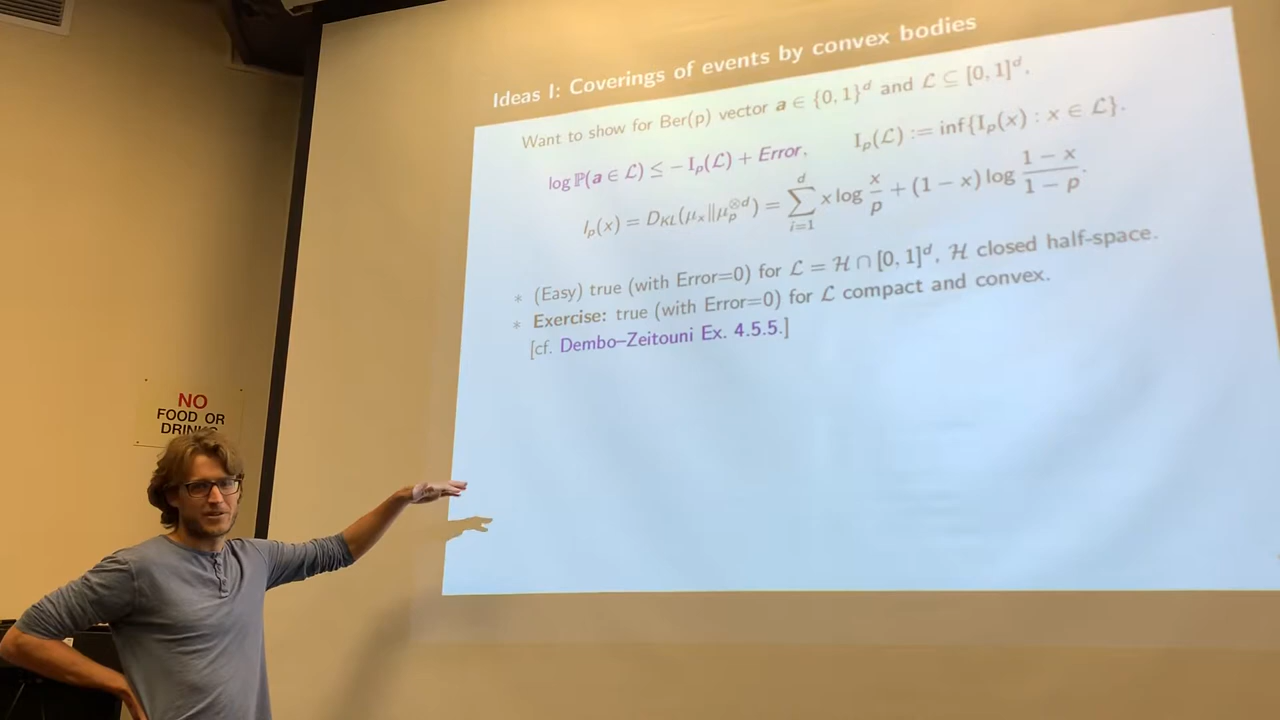 Ideas I: Coverings of events by convex bodies
Want to show for Ber(p) vector a ∈ {0, 1}^d and ℒ ⊆ [0, 1]^d,
log ℙ(a ∈ ℒ) ≤ − I_p(ℒ) + Error, I_p(ℒ) := inf{I_p(x) : x ∈ ℒ}.
I_p(x) = D_{KL}(μ_x‖μ_p^{⊗d}) = ∑_{i=1}^{d} x log x/p + (1 − x) log (1 − x)/(1 − p).
* (Easy) true (with Error=0) for ℒ = ℋ ∩ [0, 1]^d, ℋ closed half-space.
* Exercise: true (with Error=0) for ℒ compact and convex.
[cf. Dembo–Zeitouni Ex. 4.5.5.]
NO
FOOD OR
DRINKS